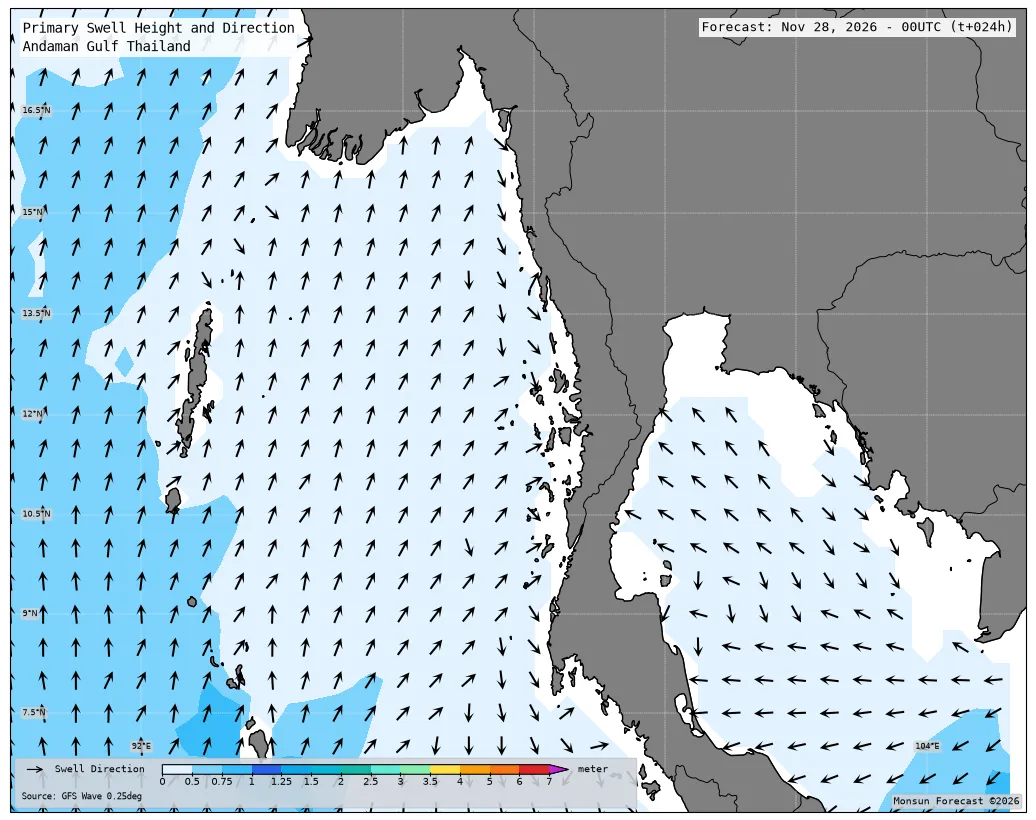 Primary Swell Height and Direction
Andaman Gulf Thailand
Forecast: Nov 28, 2026 - 00UTC (t+024h)
16.5°N
15°N
13.5°N
12°N
10.5°N
9°N
7.5°N
92°E
104°E
Swell Direction
0 0.5 0.75 1 1.25 1.5 2 2.5 3 3.5 4 5 6 7
meter
Source: GFS Wave 0.25deg
Monsun Forecast ©2026